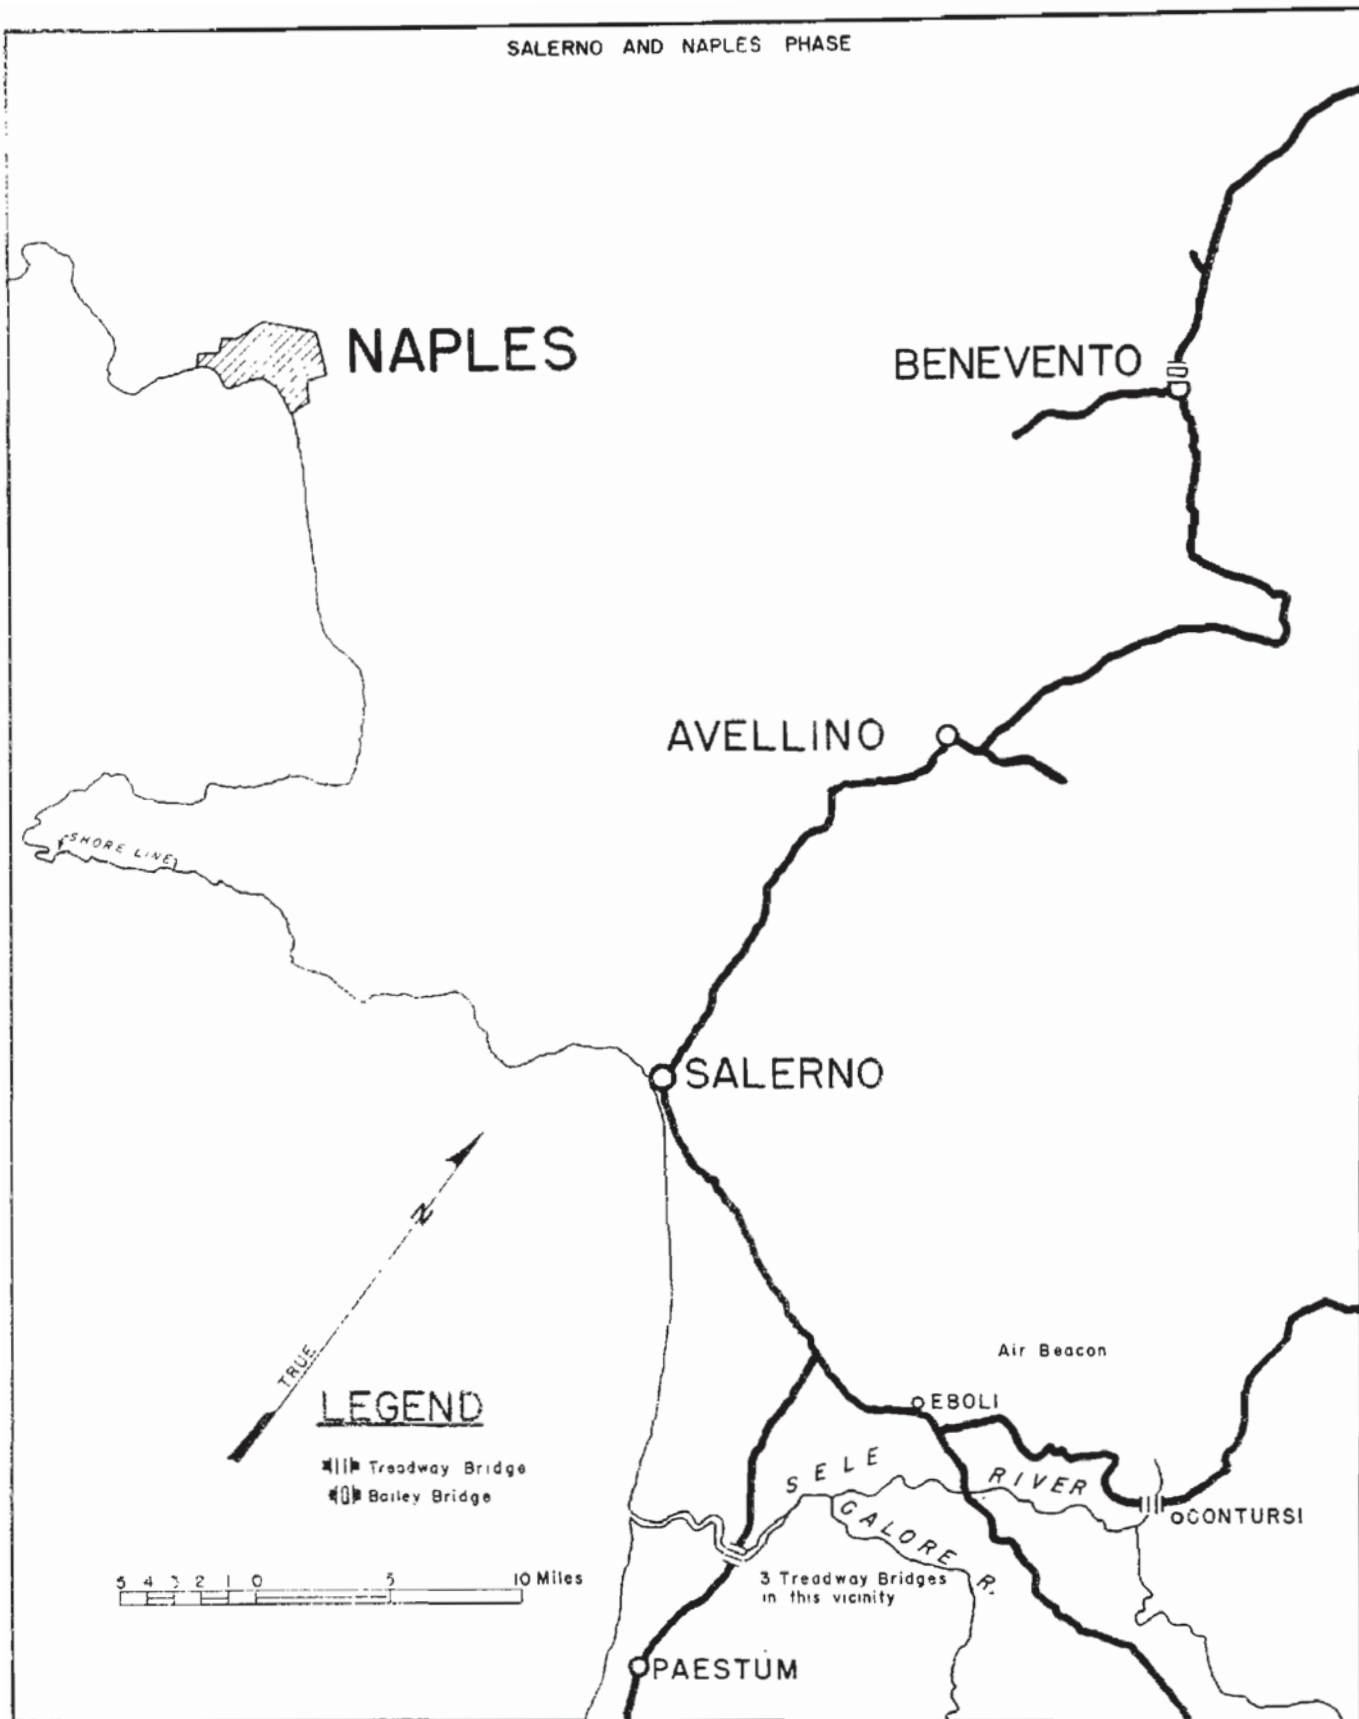 SALERNO AND NAPLES PHASE
NAPLES
BENEVENTO
AVELLINO
SHORE LINE
SALERNO
N
TRUE
Air Beacon
LEGEND
Treadway Bridge
Bailey Bridge
EBOLI
SELE RIVER
GALORE R.
CONTURSI
5 4 3 2 1 0 5 10 Miles
3 Treadway Bridges
in this vicinity
PAESTUM